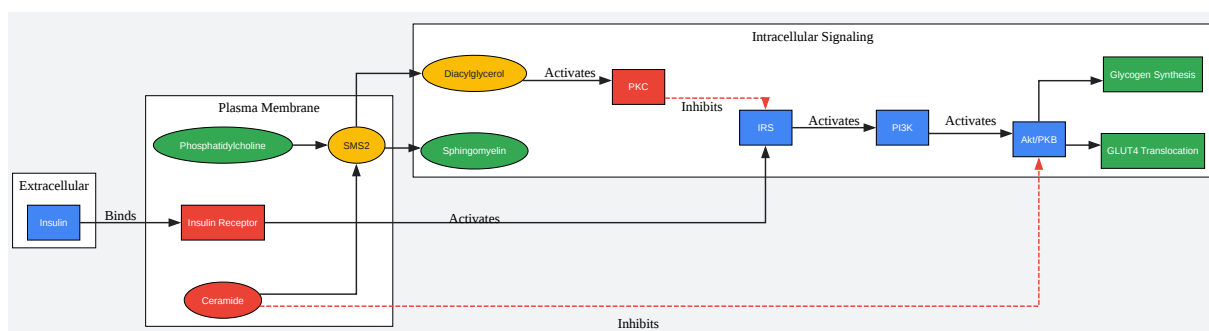 Intracellular Signaling
Diacylglycerol
Activates
PKC
Inhibits
Glycogen Synthesis
Plasma Membrane
Phosphatidylcholine
SMS2
Sphingomyelin
IRS
Activates
PI3K
Activates
Akt/PKB
GLUT4 Translocation
Extracellular
Insulin
Binds
Insulin Receptor
Activates
Ceramide
Inhibits